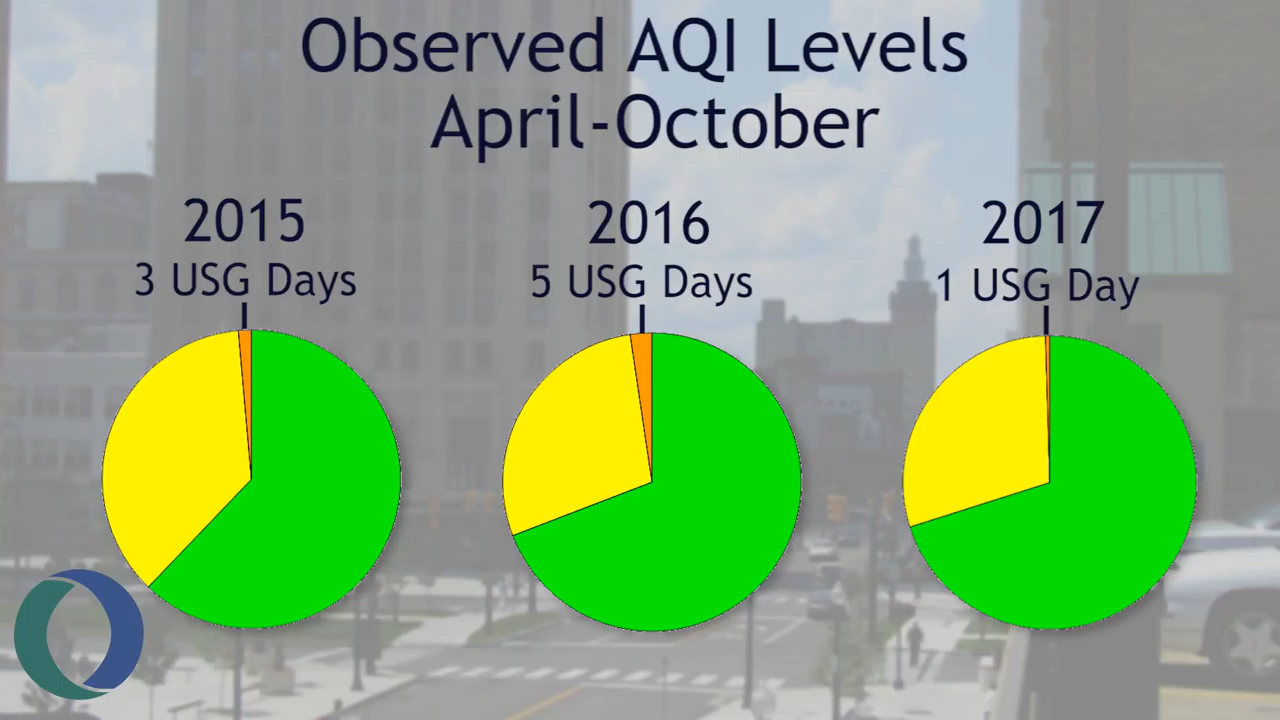 Observed AQI Levels
April-October
2015
3 USG Days
2016
5 USG Days
2017
1 USG Day